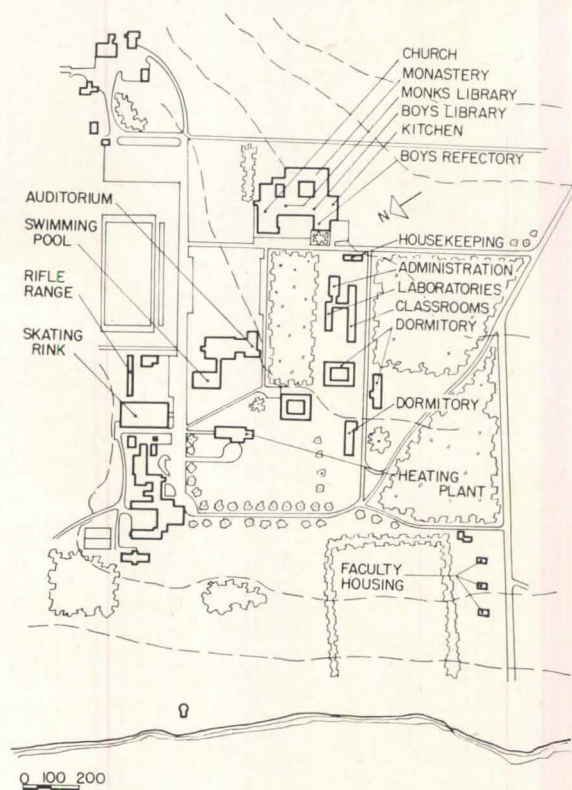 CHURCH
MONASTERY
MONKS LIBRARY
BOYS LIBRARY
KITCHEN
BOYS REFECTORY
N
AUDITORIUM
SWIMMING
POOL
RIFLE
RANGE
SKATING
RINK
HOUSEKEEPING
ADMINISTRATION
LABORATORIES
CLASSROOMS
DORMITORY
DORMITORY
HEATING
PLANT
FACULTY
HOUSING
0 100 200